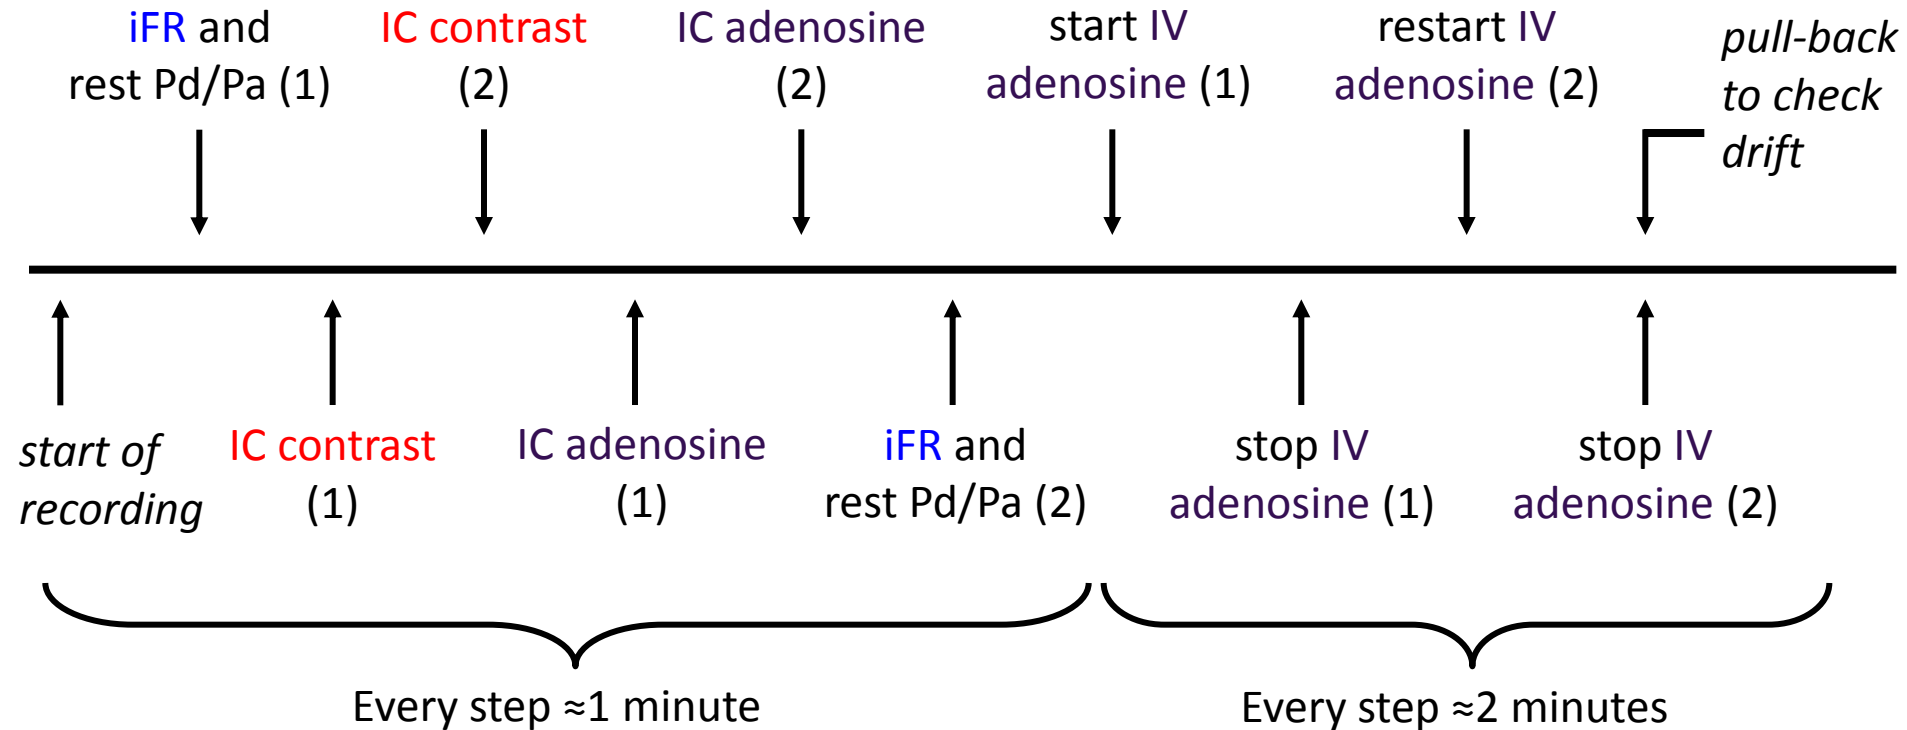 iFR and
rest Pd/Pa (1)
IC contrast
(2)
IC adenosine
(2)
start IV
adenosine (1)
restart IV
adenosine (2)
pull-back
to check
drift
start of
recording
IC contrast
(1)
IC adenosine
(1)
iFR and
rest Pd/Pa (2)
stop IV
adenosine (1)
stop IV
adenosine (2)
Every step ≈1 minute
Every step ≈2 minutes